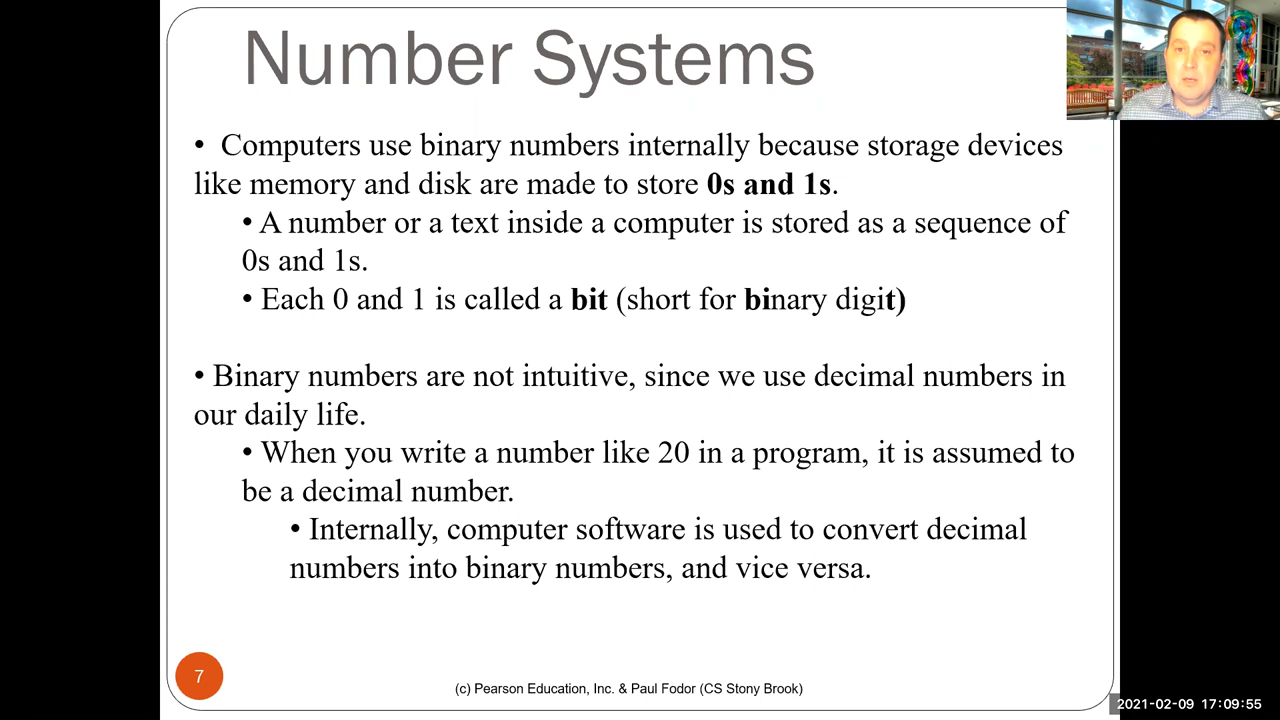 Number Systems
• Computers use binary numbers internally because storage devices
like memory and disk are made to store 0s and 1s.
• A number or a text inside a computer is stored as a sequence of
0s and 1s.
• Each 0 and 1 is called a bit (short for binary digit)
• Binary numbers are not intuitive, since we use decimal numbers in
our daily life.
• When you write a number like 20 in a program, it is assumed to
be a decimal number.
• Internally, computer software is used to convert decimal
numbers into binary numbers, and vice versa.
7
(c) Pearson Education, Inc. & Paul Fodor (CS Stony Brook)
2021-02-09 17:09:55